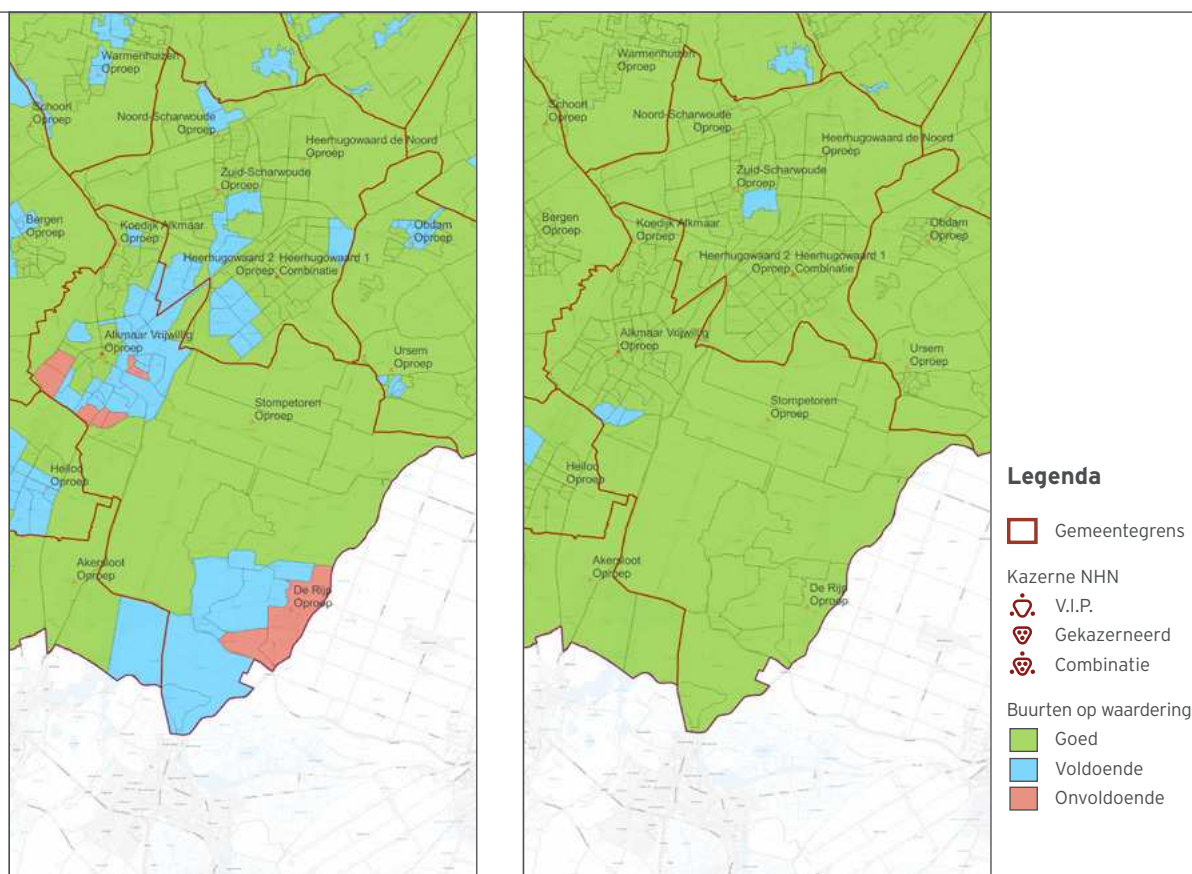 Warmenhuizen
Oproep
Schoorl
Oproep
Noord-Scharwoude
Oproep
Heerhugowaard de Noord
Oproep
Zuid-Scharwoude
Oproep
Bergen
Oproep
Koedijk Alkmaar
Oproep
Obdam
Oproep
Heerhugowaard 2
Oproep
Heerhugowaard 1
Combinatie
Alkmaar Vrijwillig
Oproep
Ursem
Oproep
Stompetoren
Oproep
Heiloo
Oproep
Akersloot
Oproep
De Rijp
Oproep
Warmenhuizen
Oproep
Schoorl
Oproep
Noord-Scharwoude
Oproep
Heerhugowaard de Noord
Oproep
Zuid-Scharwoude
Oproep
Bergen
Oproep
Koedijk Alkmaar
Oproep
Obdam
Oproep
Heerhugowaard 2
Oproep
Heerhugowaard 1
Combinatie
Alkmaar Vrijwillig
Oproep
Ursem
Oproep
Stompetoren
Oproep
Heiloo
Oproep
Akersloot
Oproep
De Rijp
Oproep
Legenda
Gemeentegrens
Kazerne NHN
V.I.P.
Gekazerneerd
Combinatie
Buurten op waardering
Goed
Voldoende
Onvoldoende